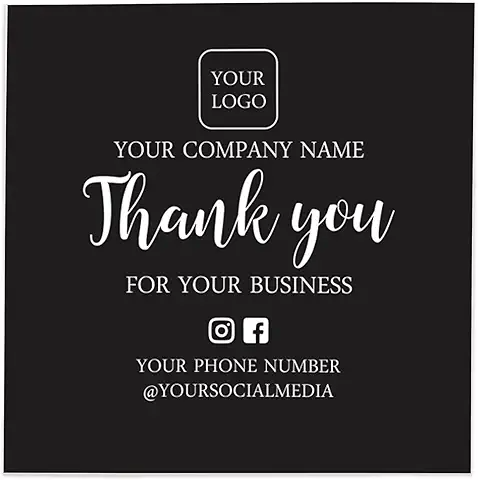 YOUR
LOGO
YOUR COMPANY NAME
Thank you
FOR YOUR BUSINESS
YOUR PHONE NUMBER
@YOURSOCIALMEDIA